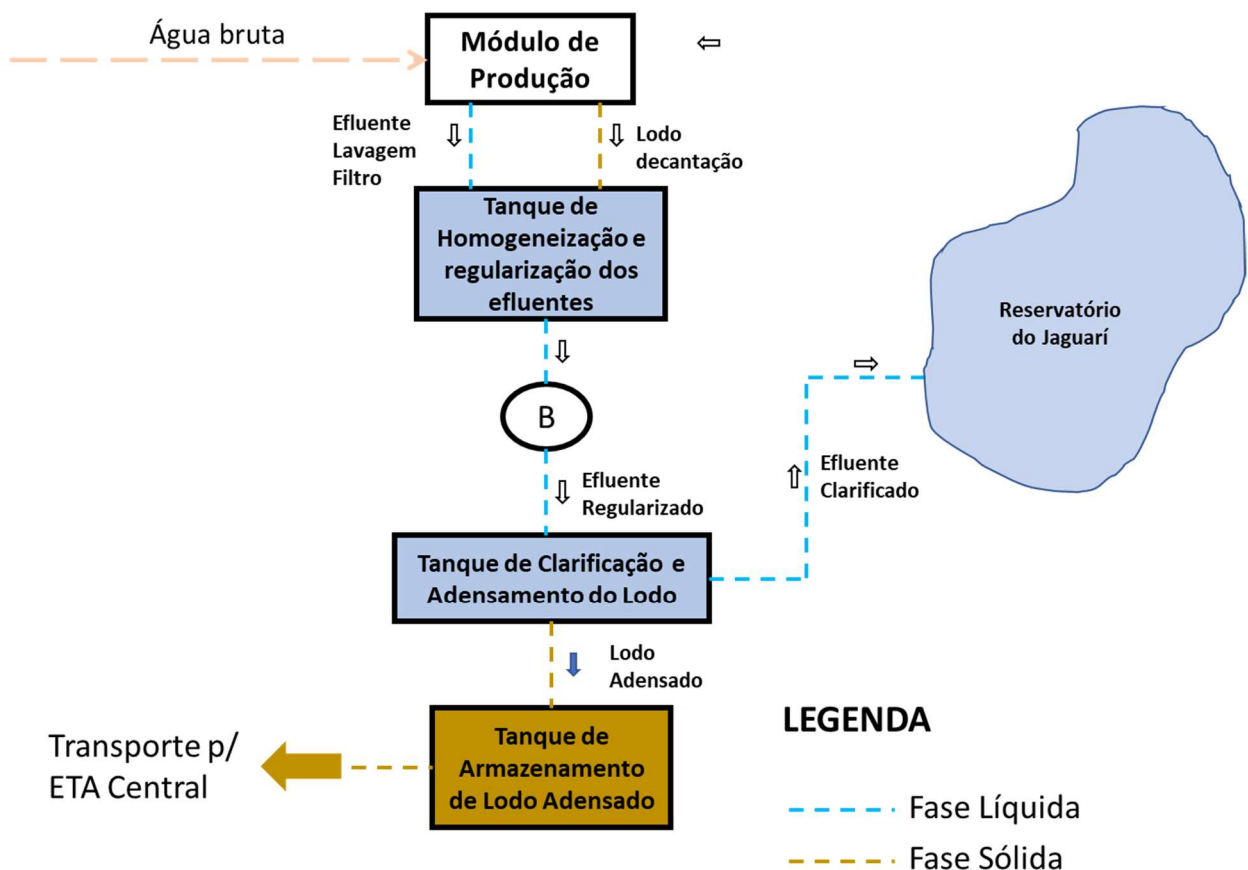 Água bruta
Módulo de
Produção
Efluente
Lavagem
Filtro
Lodo
decantação
Tanque de
Homogeneização e
regularização dos
efluentes
Reservatório
do Jaguarí
B
Efluente
Regularizado
Efluente
Clarificado
Tanque de Clarificação e
Adensamento do Lodo
Lodo
Adensado
Tanque de
Armazenamento
de Lodo Adensado
Transporte p/
ETA Central
LEGENDA
Fase Líquida
Fase Sólida